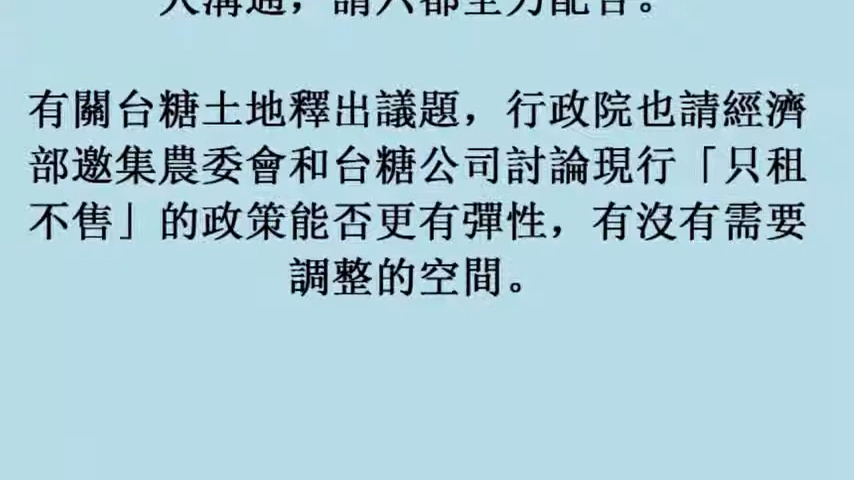 有關台糖土地釋出議題，行政院也請經濟
部邀集農委會和台糖公司討論現行「只租
不售」的政策能否更有彈性，有沒有需要
調整的空間。